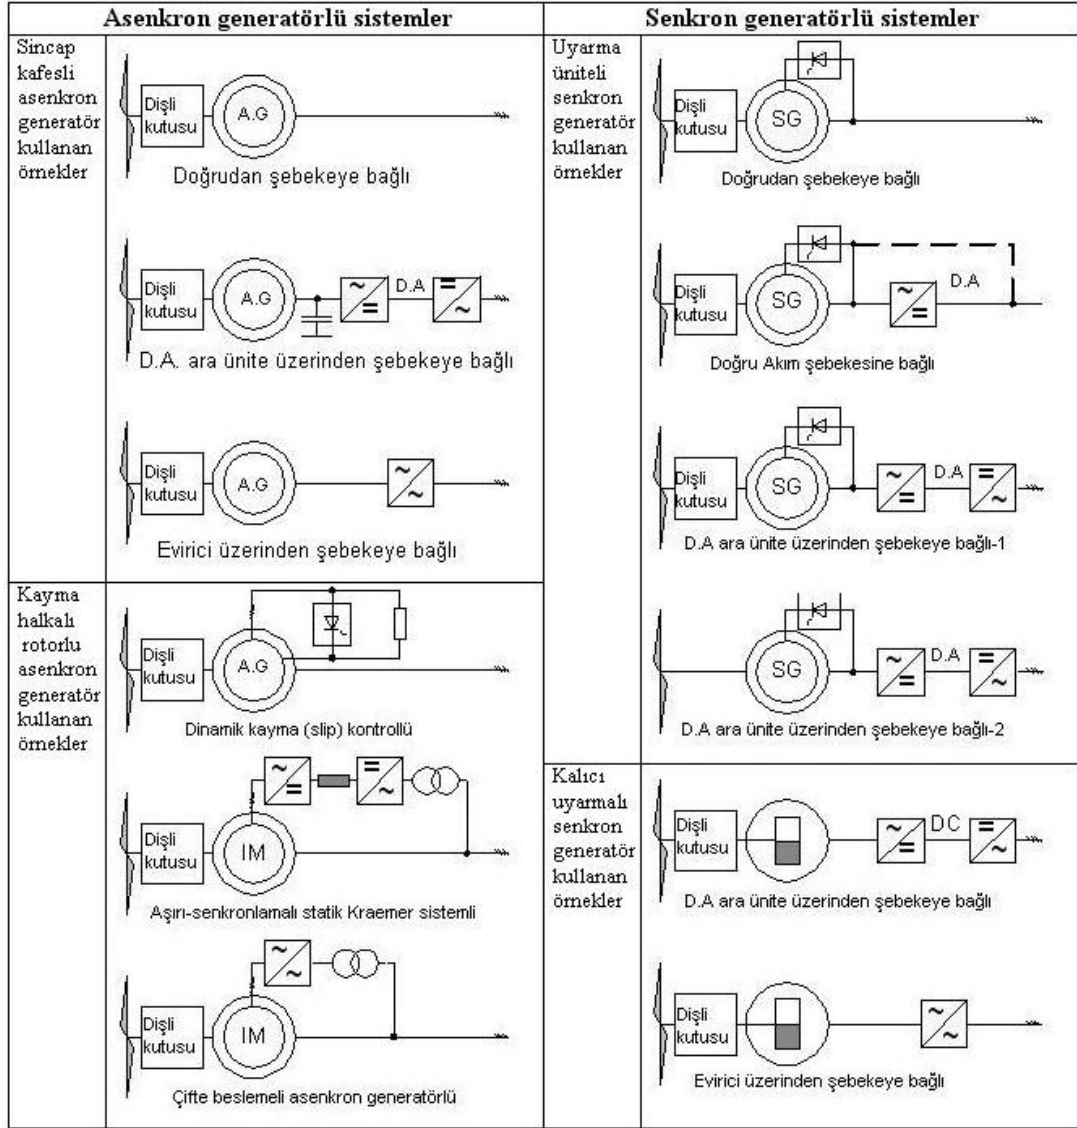 Asenkron generatörlü sistemler
Sincap
kafesli
asenkron
generatör
kullanan
örnekler
Dişli
kutusu
A.G
Doğrudan şebekeye bağlı
Dişli
kutusu
A.G
~
=
D.A
=
~
D.A. ara ünite üzerinden şebekeye bağlı
Dişli
kutusu
A.G
~
~
Evirici üzerinden şebekeye bağlı
Kayma
halkalı
rotorlu
asenkron
generatör
kullanan
örnekler
Dişli
kutusu
A.G
Dinamik kayma (slip) kontrollü
~
=
=
~
Dişli
kutusu
IM
Aşırı-senkronlamalı statik Kraemer sistemli
~
~
Dişli
kutusu
IM
Çifte beslemeli asenkron generatörlü
Senkron generatörlü sistemler
Uyarma
üniteli
senkron
generatör
kullanan
örnekler
Dişli
kutusu
SG
Doğrudan şebekeye bağlı
Dişli
kutusu
SG
~
=
D.A
Doğru Akım şebekesine bağlı
Dişli
kutusu
SG
~
=
D.A
=
~
D.A ara ünite üzerinden şebekeye bağlı-1
SG
~
=
D.A
=
~
D.A ara ünite üzerinden şebekeye bağlı-2
Kalıcı
uyarmalı
senkron
generatör
kullanan
örnekler
Dişli
kutusu
~
=
DC
=
~
D.A ara ünite üzerinden şebekeye bağlı
Dişli
kutusu
~
~
Evirici üzerinden şebekeye bağlı